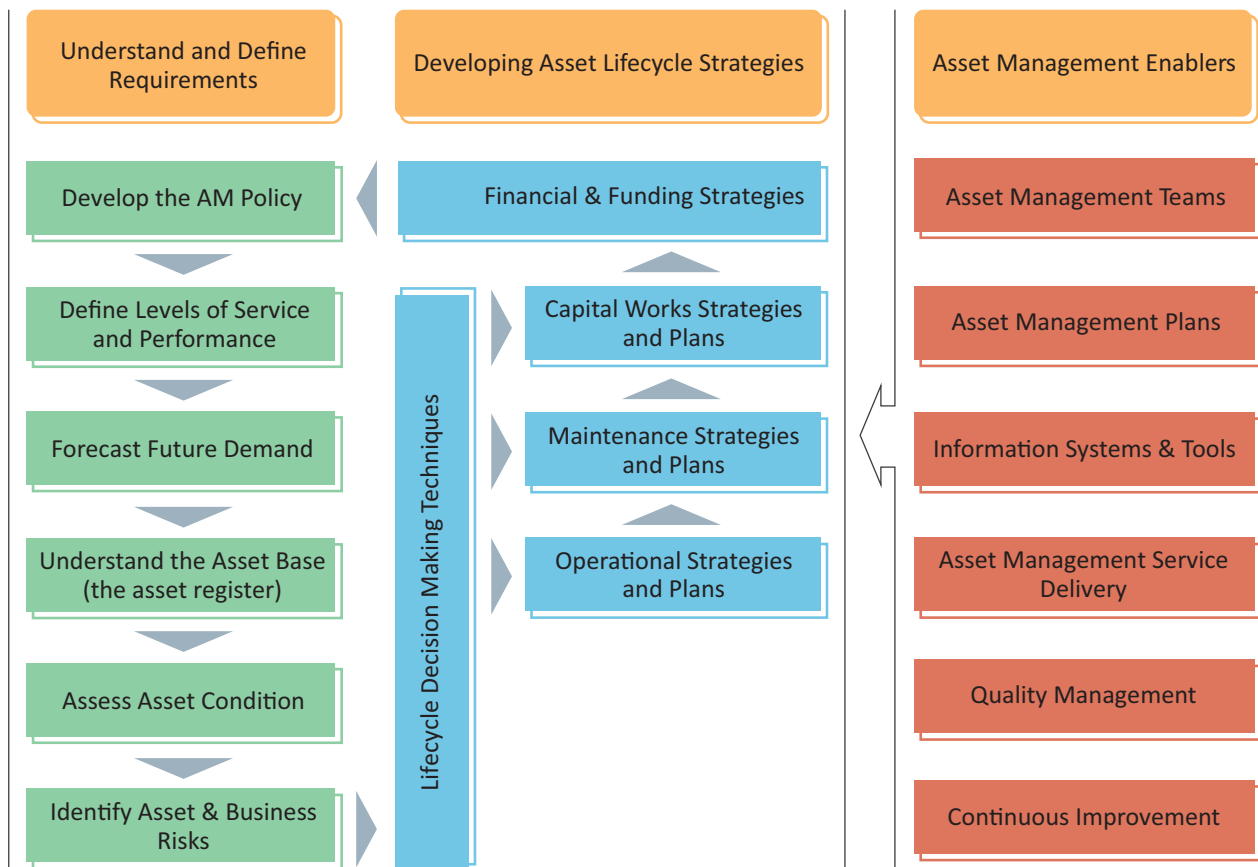 Understand and Define
Requirements
Developing Asset Lifecycle Strategies
Asset Management Enablers
Develop the AM Policy
Define Levels of Service
and Performance
Forecast Future Demand
Understand the Asset Base
(the asset register)
Assess Asset Condition
Identify Asset & Business
Risks
Financial & Funding Strategies
Lifecycle Decision Making Techniques
Capital Works Strategies
and Plans
Maintenance Strategies
and Plans
Operational Strategies
and Plans
Asset Management Teams
Asset Management Plans
Information Systems & Tools
Asset Management Service
Delivery
Quality Management
Continuous Improvement